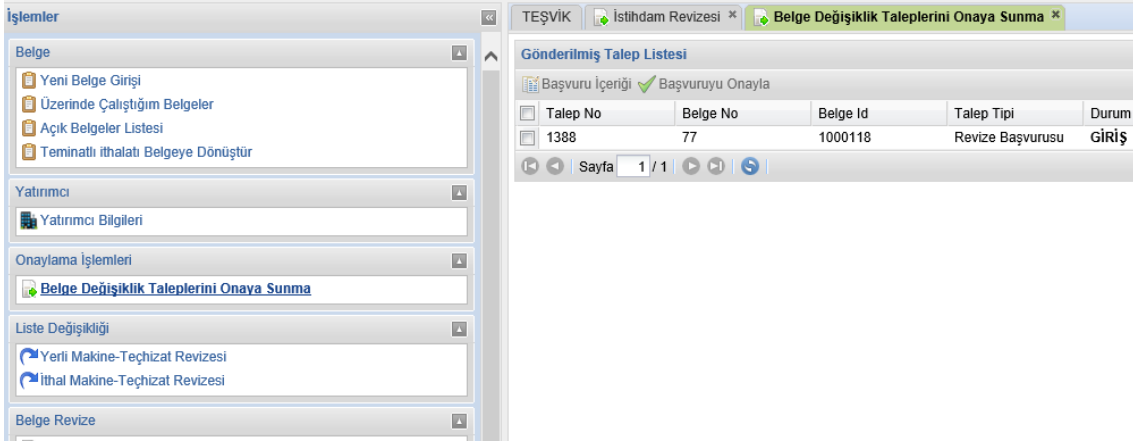 İşlemler
Belge
Yeni Belge Girişi
Üzerinde Çalıştığım Belgeler
Açık Belgeler Listesi
Teminatlı ithalatı Belgeye Dönüştür
Yatırımcı
Yatırımcı Bilgileri
Onaylama İşlemleri
Belge Değişiklik Taleplerini Onaya Sunma
Liste Değişikliği
Yerli Makine-Teçhizat Revizesi
İthal Makine-Teçhizat Revizesi
Belge Revize
TEŞVİK İstihdam Revizesi Belge Değişiklik Taleplerini Onaya Sunma
Gönderilmiş Talep Listesi
Başvuru İçeriği Başvuruyu Onayla
Talep No Belge No Belge Id Talep Tipi Durum
1388 77 1000118 Revize Başvurusu GİRİŞ
Sayfa 1 / 1